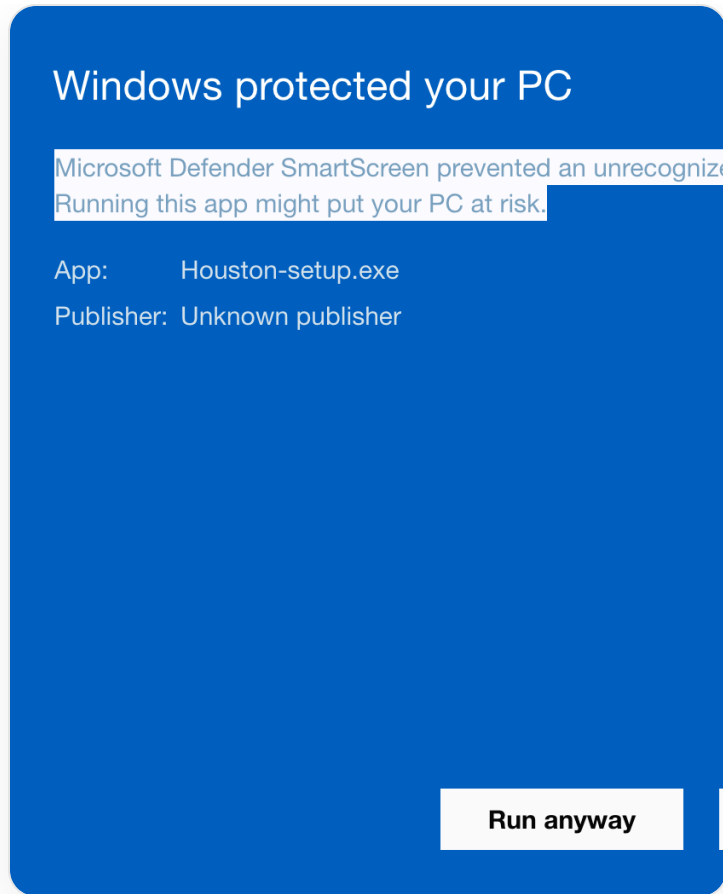 Windows protected your PC
Microsoft Defender SmartScreen prevented an unrecognize
Running this app might put your PC at risk.
App: Houston-setup.exe
Publisher: Unknown publisher
Run anyway